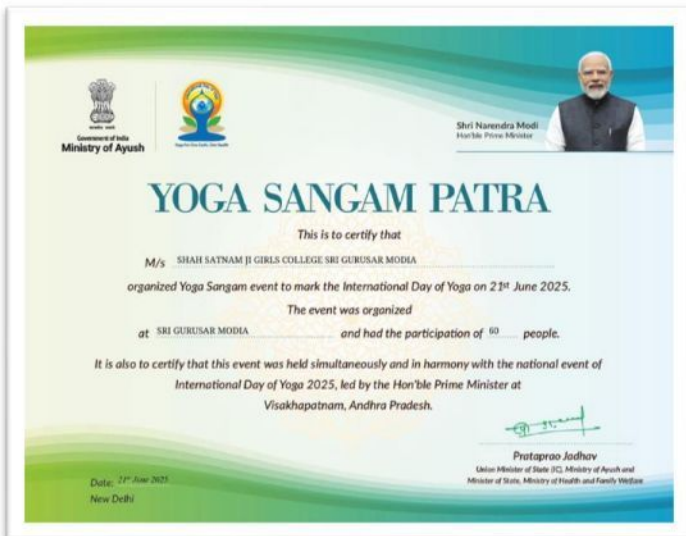 Shri Narendra Modi
Hon'ble Prime Minister
Government of India
Ministry of Ayush
Yoga For One Earth, One Health
YOGA SANGAM PATRA
This is to certify that
M/s SHAH SATNAM JI GIRLS COLLEGE SRI GURUSAR MODIA
organized Yoga Sangam event to mark the International Day of Yoga on 21st June 2025.
The event was organized
at SRI GURUSAR MODIA and had the participation of 60 people.
It is also to certify that this event was held simultaneously and in harmony with the national event of
International Day of Yoga 2025, led by the Hon'ble Prime Minister at
Visakhapatnam, Andhra Pradesh.
Prataprao Jadhav
Union Minister of State (IC), Ministry of Ayush and
Minister of State, Ministry of Health and Family Welfare
Date: 21st June 2025
New Delhi